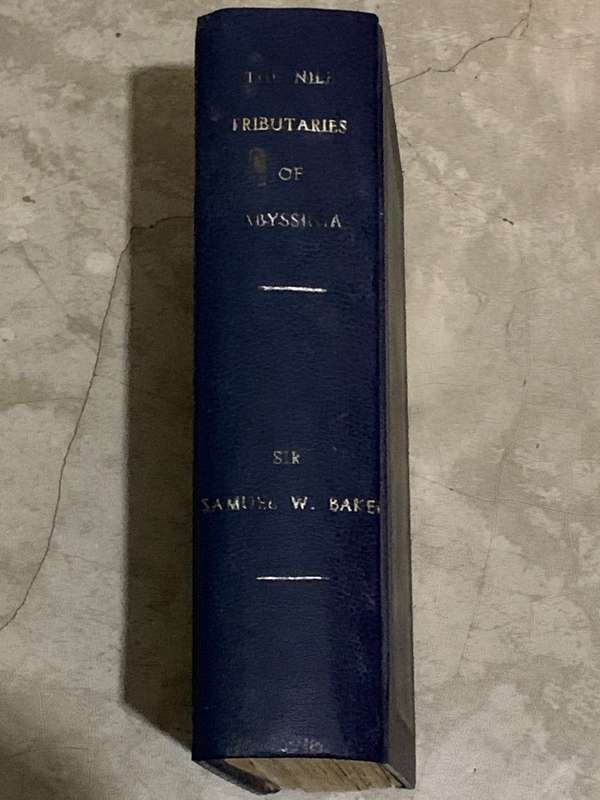 THE NILE
TRIBUTARIES
OF
ABYSSINIA
SIR
SAMUEL W. BAKER